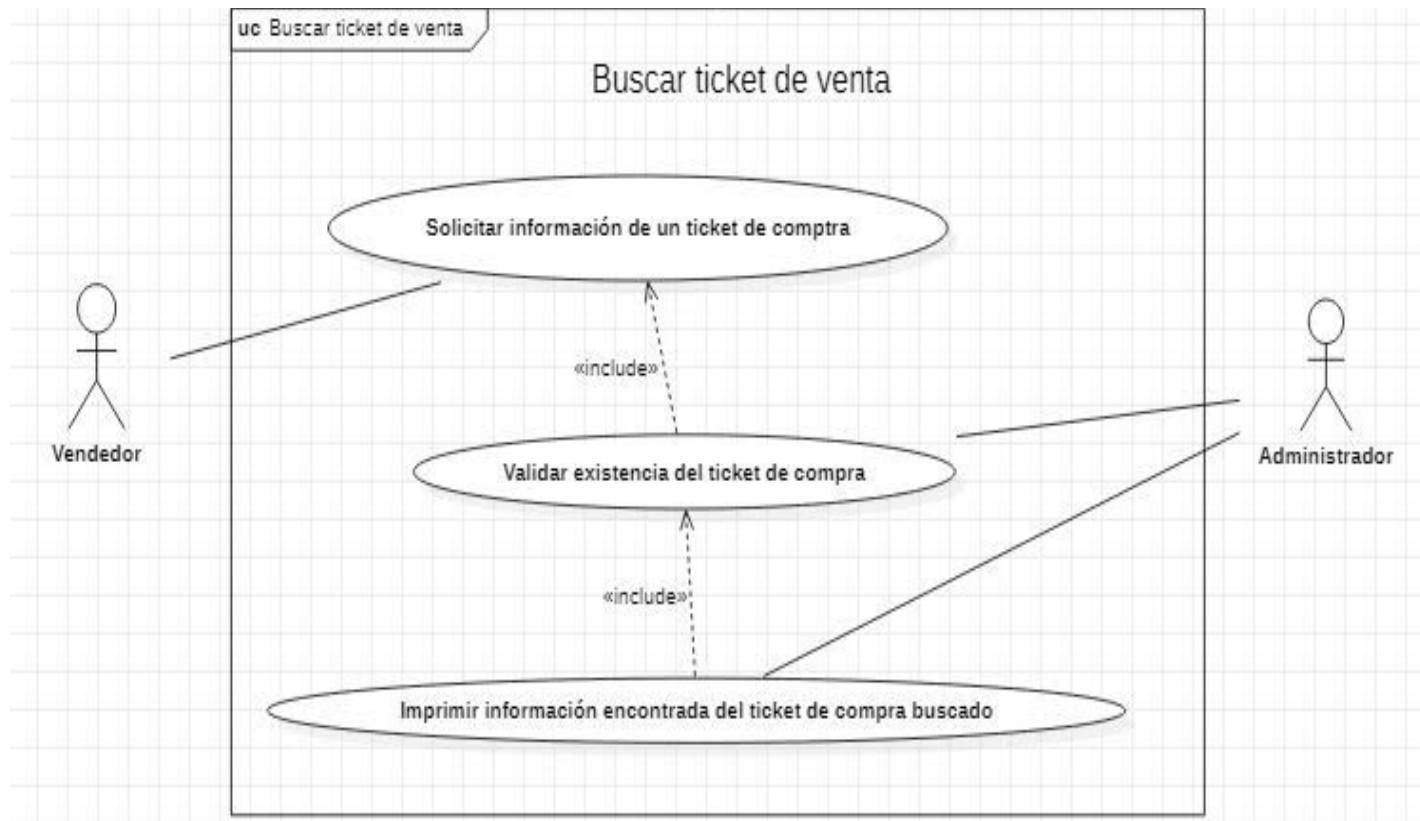 uc Buscar ticket de venta
Buscar ticket de venta
Solicitar información de un ticket de comptra
«include»
Vendedor
Administrador
Validar existencia del ticket de compra
«include»
Imprimir información encontrada del ticket de compra buscado